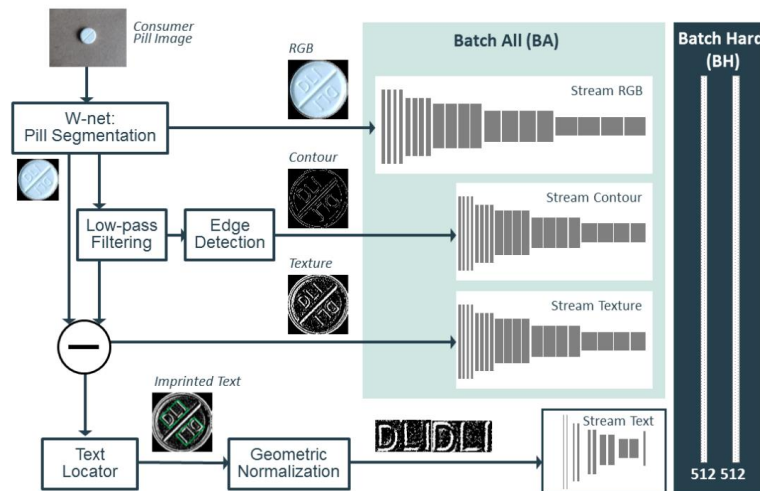 Consumer
Pill Image
W-net:
Pill Segmentation
RGB
Batch All (BA)
Batch Hard
(BH)
Stream RGB
Contour
Stream Contour
Low-pass
Filtering
Edge
Detection
Texture
Stream Texture
Imprinted Text
Text
Locator
Geometric
Normalization
DLIDLI
Stream Text
512 512